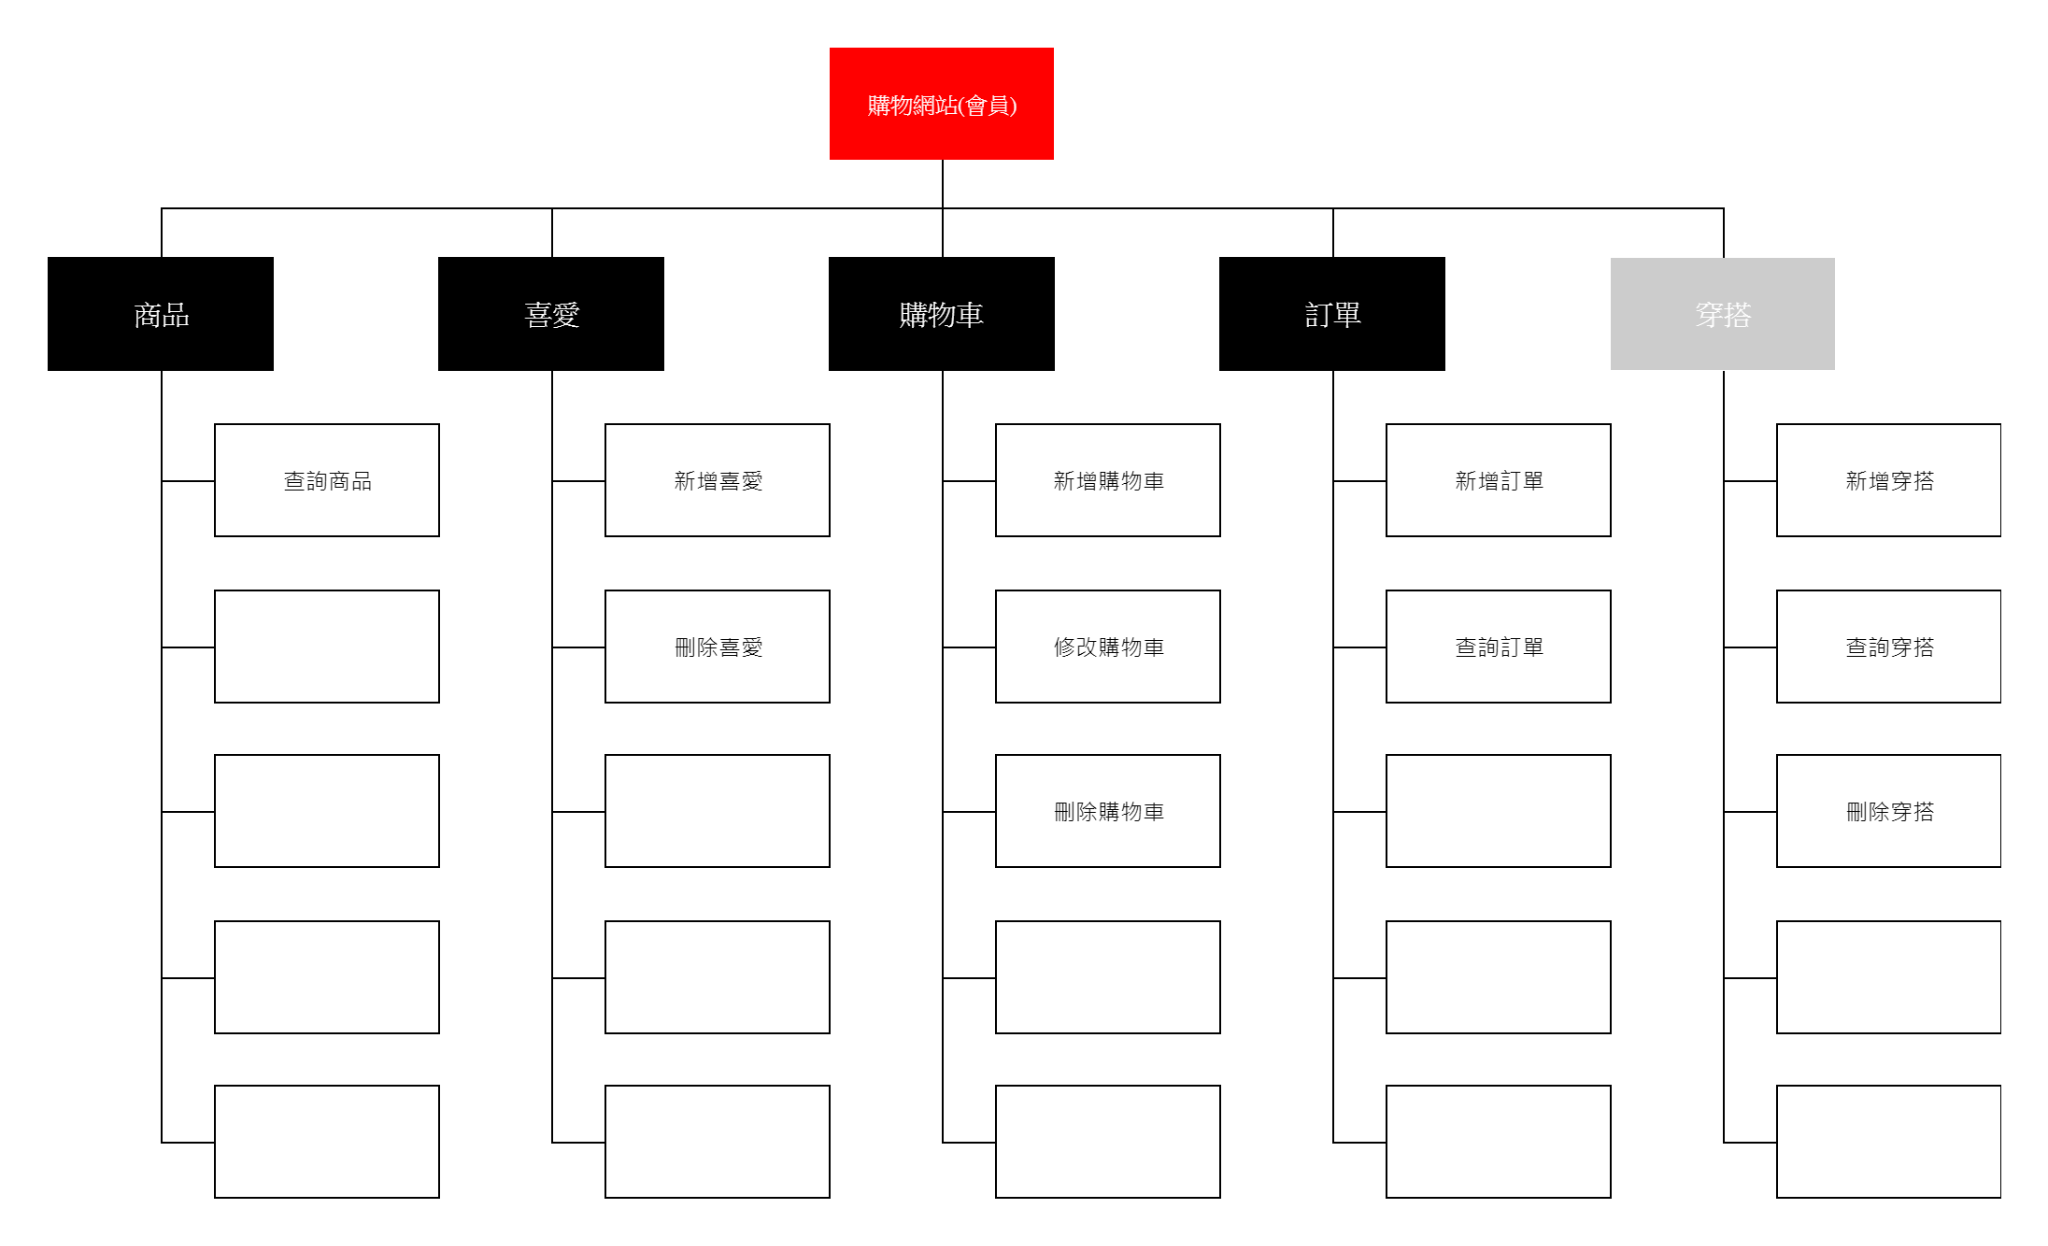 購物網站(會員)
商品
喜愛
購物車
訂單
穿搭
查詢商品
新增喜愛
新增購物車
新增訂單
新增穿搭
刪除喜愛
修改購物車
查詢訂單
查詢穿搭
刪除購物車
刪除穿搭